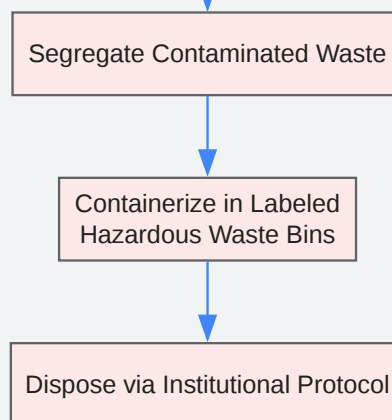 Segregate Contaminated Waste
Containerize in Labeled
Hazardous Waste Bins
Dispose via Institutional Protocol